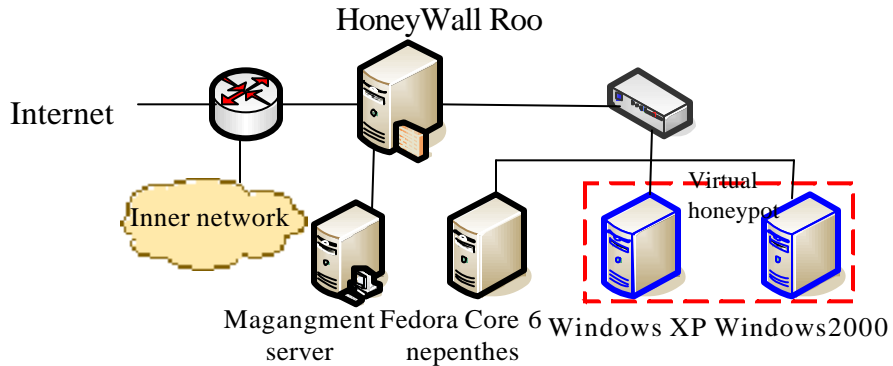 HoneyWall Roo
Internet
Inner network
Virtual
honeypot
Magangment
server
Fedora Core 6
nepenthes
Windows XP
Windows2000